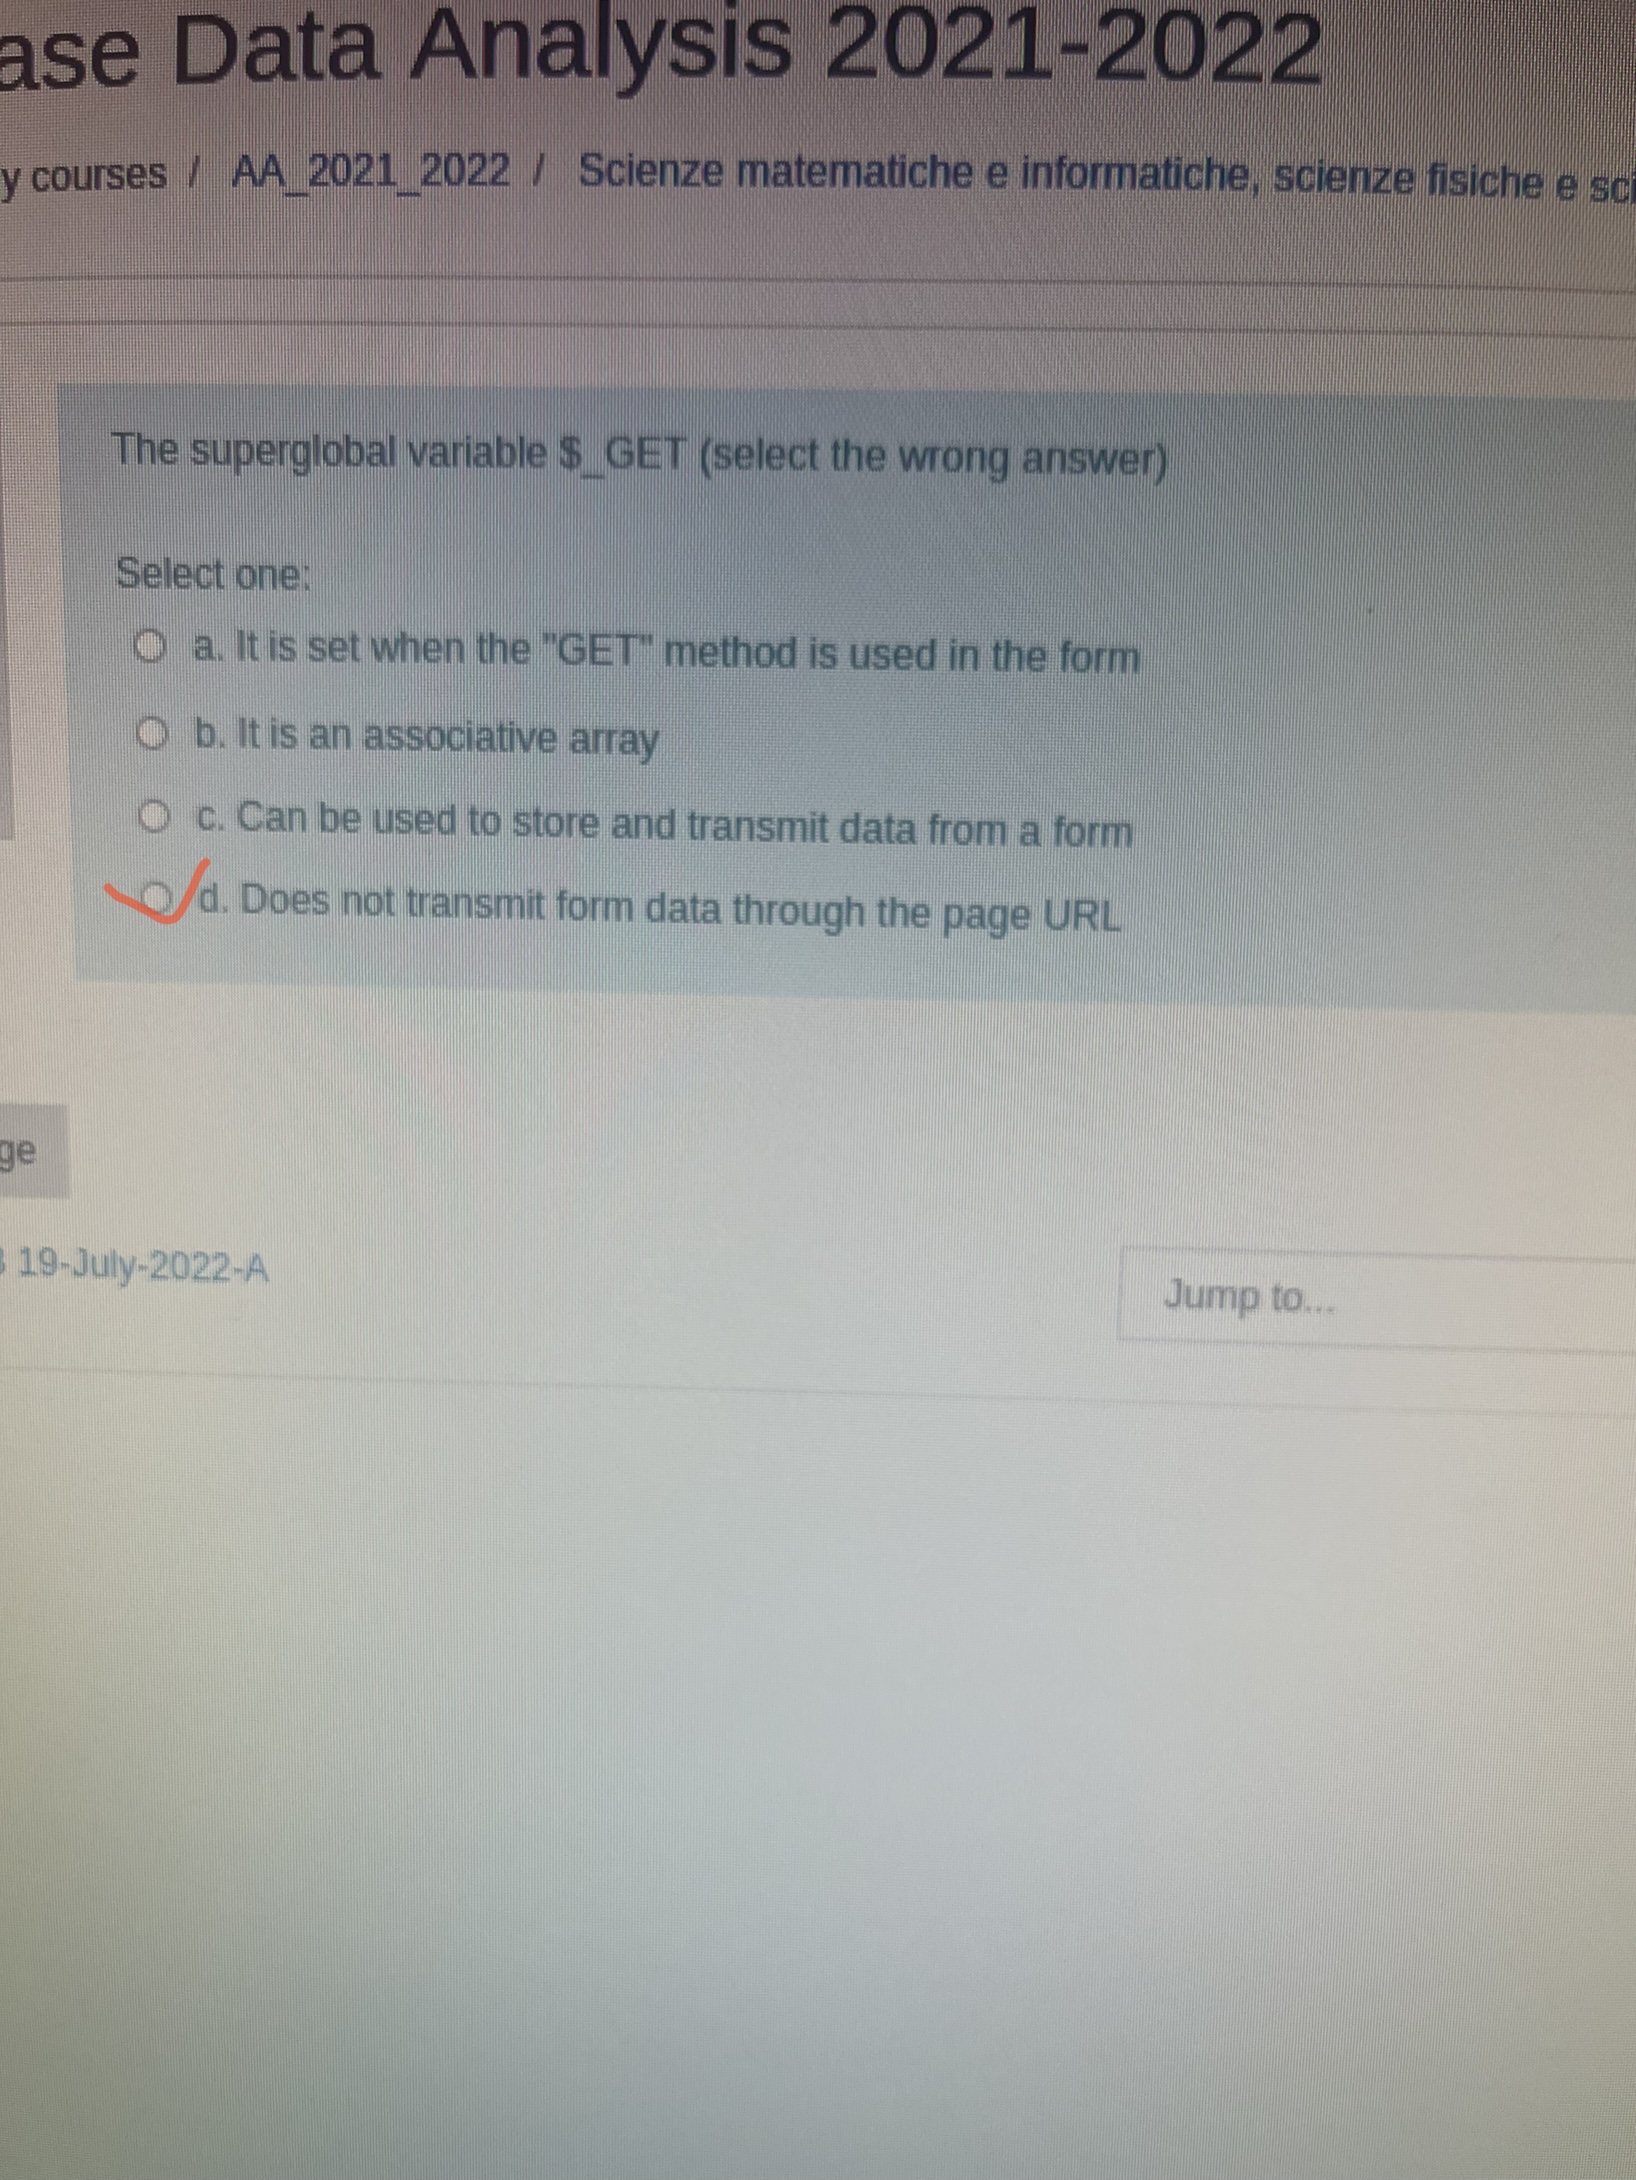 ase Data Analysis 2021-2022
y courses / AA_2021_2022 / Scienze matematiche e informatiche, scienze fisiche e sci
The superglobal variable $_GET (select the wrong answer)
Select one:
a. It is set when the "GET" method is used in the form
b. It is an associative array
c. Can be used to store and transmit data from a form
d. Does not transmit form data through the page URL
ge
19-July-2022-A
Jump to...